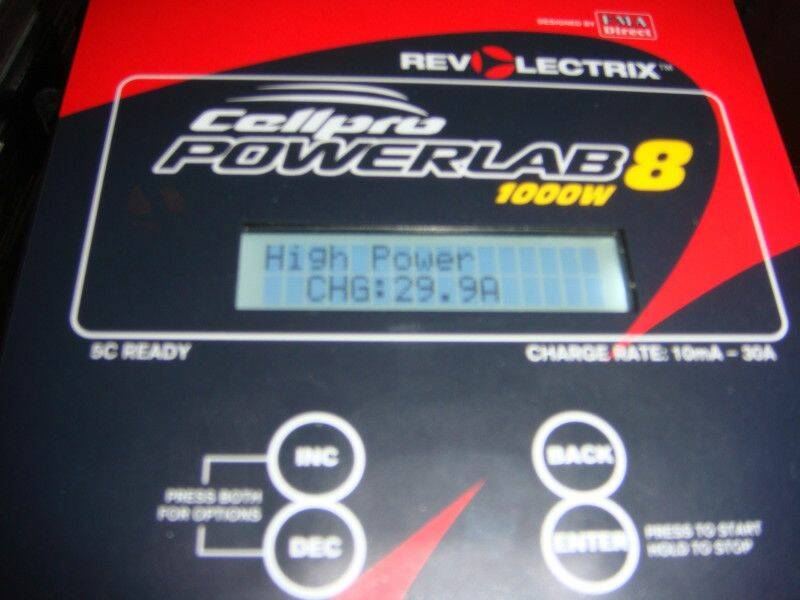 DESIGNED BY FMA Direct
REVOLECTRIX™
Cellpro
POWERLAB 8
1000W
High Power
CHG:29.9A
5C READY
CHARGE RATE: 10mA – 30A
INC
BACK
PRESS BOTH
FOR OPTIONS
DEC
ENTER
PRESS TO START
HOLD TO STOP